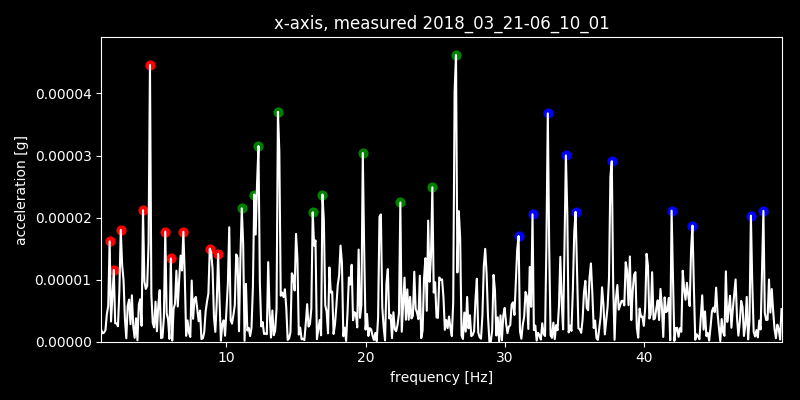 x-axis, measured 2018_03_21-06_10_01
acceleration [g]
0.00004
0.00003
0.00002
0.00001
0.00000
10 20 30 40
frequency [Hz]